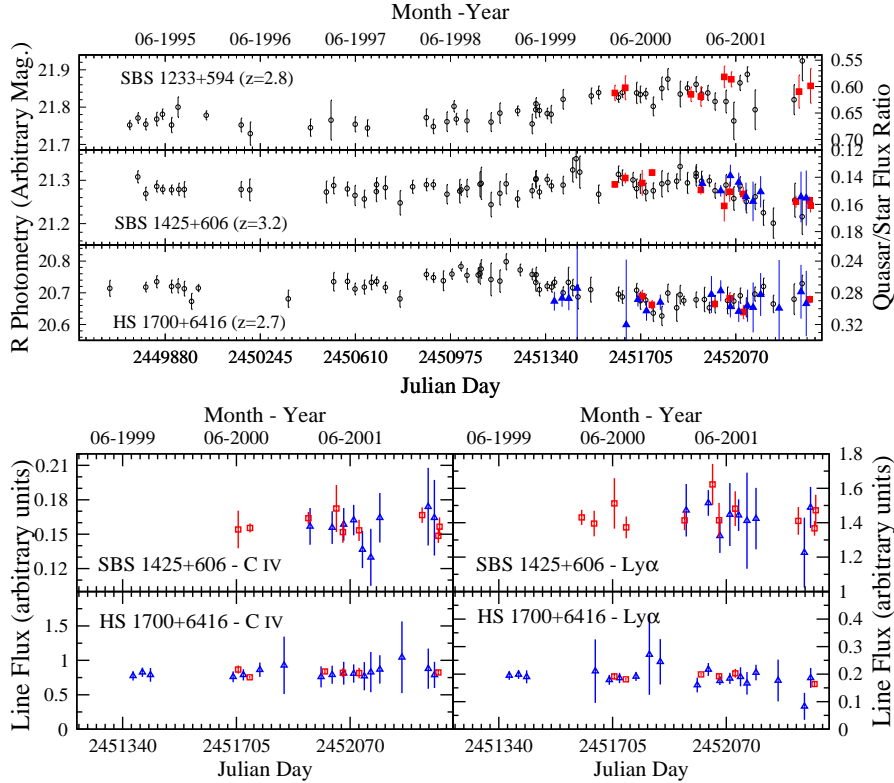 Month -Year
06-1995 06-1996 06-1997 06-1998 06-1999 06-2000 06-2001
R Photometry (Arbitrary Mag.)
21.9
21.8
21.7
SBS 1233+594 (z=2.8)
0.55
0.60
0.65
0.70
21.3
21.2
SBS 1425+606 (z=3.2)
0.12
0.14
0.16
0.18
20.8
20.7
20.6
HS 1700+6416 (z=2.7)
0.24
0.28
0.32
Quasar/Star Flux Ratio
2449880 2450245 2450610 2450975 2451340 2451705 2452070
Julian Day
Month - Year
06-1999 06-2000 06-2001
Line Flux (arbitrary units)
0.21
0.18
0.15
0.12
SBS 1425+606 - C IV
1.5
1
0.5
0
HS 1700+6416 - C IV
2451340 2451705 2452070
Julian Day
Month - Year
06-1999 06-2000 06-2001
SBS 1425+606 - Lyα
1.8
1.6
1.4
1.2
1
HS 1700+6416 - Lyα
0.4
0.3
0.2
0.1
0
Line Flux (arbitrary units)
2451340 2451705 2452070
Julian Day